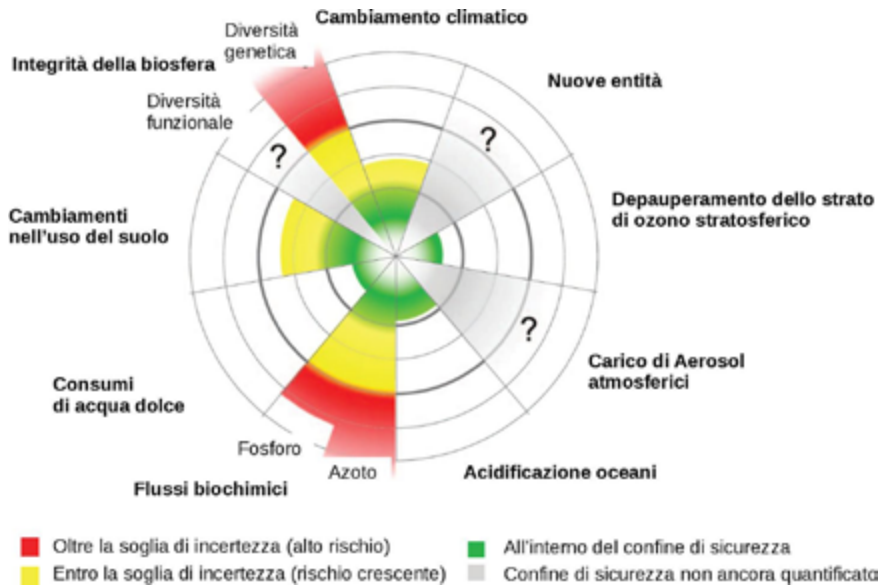 Cambiamento climatico
Diversità
genetica
Integrità della biosfera
Nuove entità
Diversità
funzionale
?
?
Cambiamenti
nell'uso del suolo
Depauperamento dello strato
di ozono stratosferico
?
Carico di Aerosol
atmosferici
Consumi
di acqua dolce
Fosforo
Azoto
Acidificazione oceani
Flussi biochimici
Oltre la soglia di incertezza (alto rischio)
All'interno del confine di sicurezza
Entro la soglia di incertezza (rischio crescente)
Confine di sicurezza non ancora quantificato